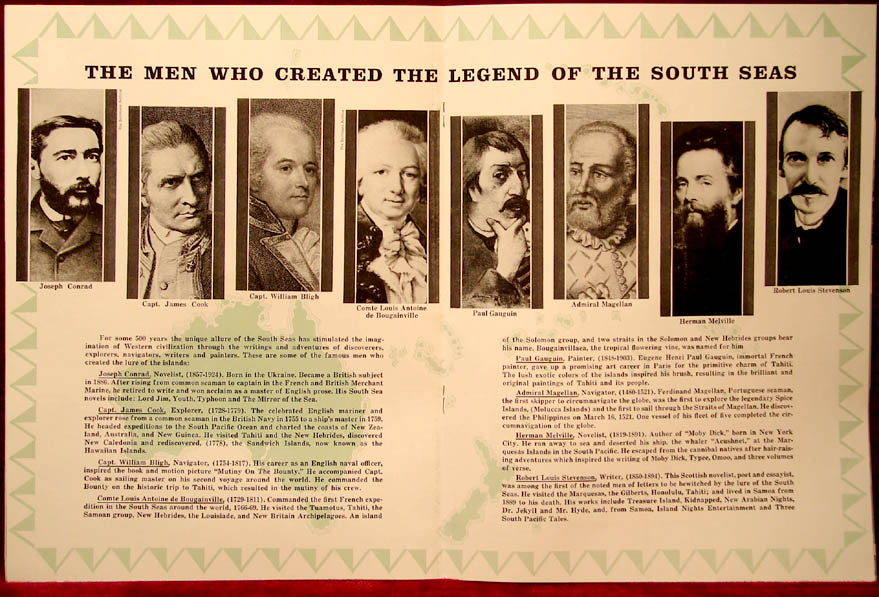 THE MEN WHO CREATED THE LEGEND OF THE SOUTH SEAS
Joseph Conrad
Capt. James Cook
Capt. William Bligh
Comte Louis Antoine
de Bougainville
Paul Gauguin
Admiral Magellan
Herman Melville
Robert Louis Stevenson
For some 500 years the unique allure of the South Seas has stimulated the imag-
ination of Western civilization through the writings and adventures of discoverers,
explorers, navigators, writers and painters. These are some of the famous men who
created the lure of the islands:
Joseph Conrad, Novelist, (1857-1924). Born in the Ukraine. Became a British subject
in 1886. After rising from common seaman to captain in the French and British Merchant
Marine, he retired to write and won acclaim as a master of English prose. His South Sea
novels include: Lord Jim, Youth, Typhoon and The Mirror of the Sea.
Capt. James Cook, Explorer, (1728-1779). The celebrated English mariner and
explorer rose from a common seaman in the British Navy in 1755 to a ship's master in 1759.
He headed expeditions to the South Pacific Ocean and charted the coasts of New Zea-
land, Australia, and New Guinea. He visited Tahiti and the New Hebrides, discovered
New Caledonia and rediscovered, (1778), the Sandwich Islands, now known as the
Hawaiian Islands.
Capt. William Bligh, Navigator, (1754-1817). His career as an English naval officer,
inspired the book and motion picture "Mutiny On The Bounty." He accompanied Capt.
Cook as sailing master on his second voyage around the world. He commanded the
Bounty on the historic trip to Tahiti, which resulted in the mutiny of his crew.
Comte Louis Antoine de Bougainville, (1729-1811). Commanded the first French expe-
dition in the South Seas around the world, 1766-69. He visited the Tuamotus, Tahiti, the
Samoan group, New Hebrides, the Louisiade, and New Britain Archipelagoes. An island
of the Solomon group, and two straits in the Solomon and New Hebrides groups bear
his name. Bougainvillaea, the tropical flowering vine, was named for him
Paul Gauguin, Painter, (1848-1903). Eugene Henri Paul Gauguin, immortal French
painter, gave up a promising art career in Paris for the primitive charm of Tahiti.
The lush exotic colors of the islands inspired his brush, resulting in the brilliant and
original paintings of Tahiti and its people.
Admiral Magellan, Navigator, (1480-1521). Ferdinand Magellan, Portuguese seaman,
the first skipper to circumnavigate the globe, was the first to explore the legendary Spice
Islands, (Molucca Islands) and the first to sail through the Straits of Magellan. He discov-
ered the Philippines on March 16, 1521. One vessel of his fleet of five completed the cir-
cumnavigation of the globe.
Herman Melville, Novelist, (1819-1891). Author of "Moby Dick," born in New York
City. He ran away to sea and deserted his ship, the whaler "Acushnet," at the Mar-
quesas Islands in the South Pacific. He escaped from the cannibal natives after hair-rais-
ing adventures which inspired the writing of Moby Dick, Typee, Omoo, and three volumes
of verse.
Robert Louis Stevenson, Writer, (1850-1894). This Scottish novelist, poet and essayist,
was among the first of the noted men of letters to be bewitched by the lure of the South
Seas. He visited the Marquesas, the Gilberts, Honolulu, Tahiti; and lived in Samoa from
1889 to his death. His works include Treasure Island, Kidnapped, New Arabian Nights,
Dr. Jekyll and Mr. Hyde, and, from Samoa, Island Nights Entertainment and Three
South Pacific Tales.